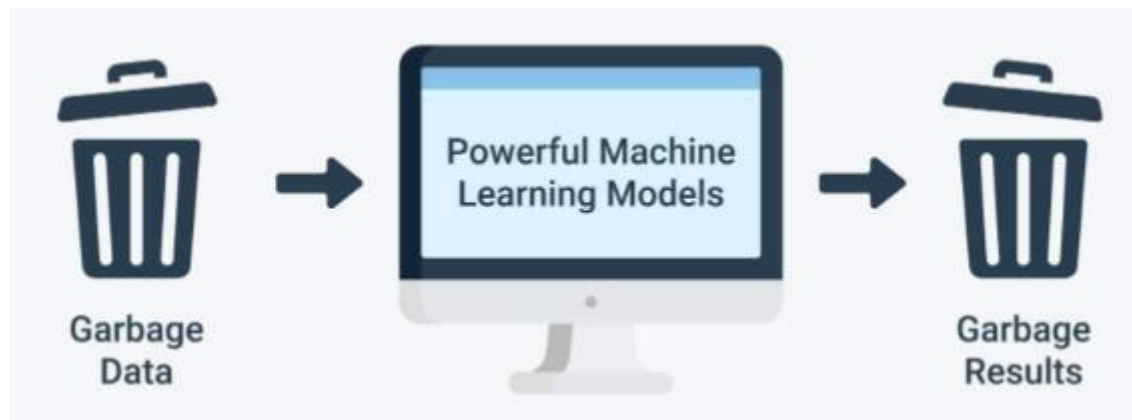 Garbage
Data
Powerful Machine
Learning Models
Garbage
Results